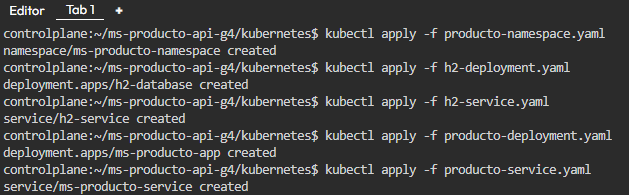 Editor Tab 1 +
controlplane:~/ms-producto-api-g4/kubernetes$ kubectl apply -f producto-namespace.yaml
namespace/ms-producto-namespace created
controlplane:~/ms-producto-api-g4/kubernetes$ kubectl apply -f h2-deployment.yaml
deployment.apps/h2-database created
controlplane:~/ms-producto-api-g4/kubernetes$ kubectl apply -f h2-service.yaml
service/h2-service created
controlplane:~/ms-producto-api-g4/kubernetes$ kubectl apply -f producto-deployment.yaml
deployment.apps/ms-producto-app created
controlplane:~/ms-producto-api-g4/kubernetes$ kubectl apply -f producto-service.yaml
service/ms-producto-service created